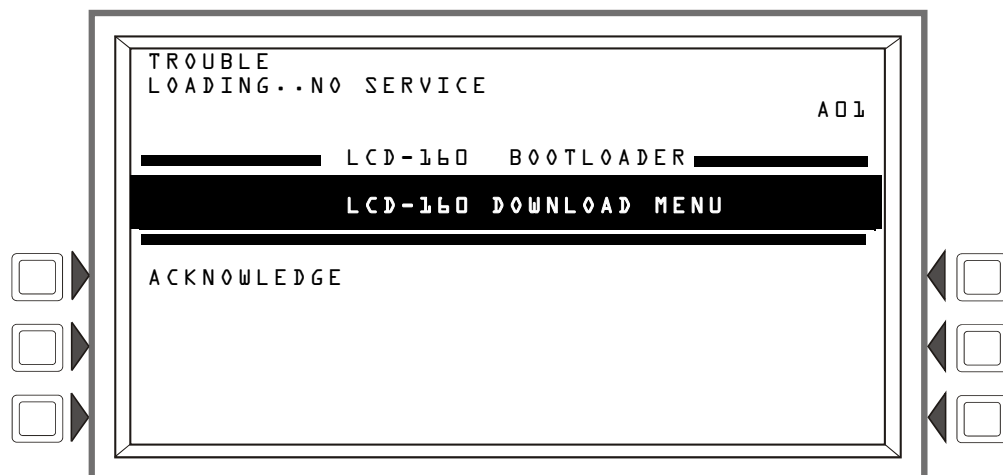 TROUBLE
LOADING..NO SERVICE
A01
LCD-160 BOOTLOADER
LCD-160 DOWNLOAD MENU
ACKNOWLEDGE